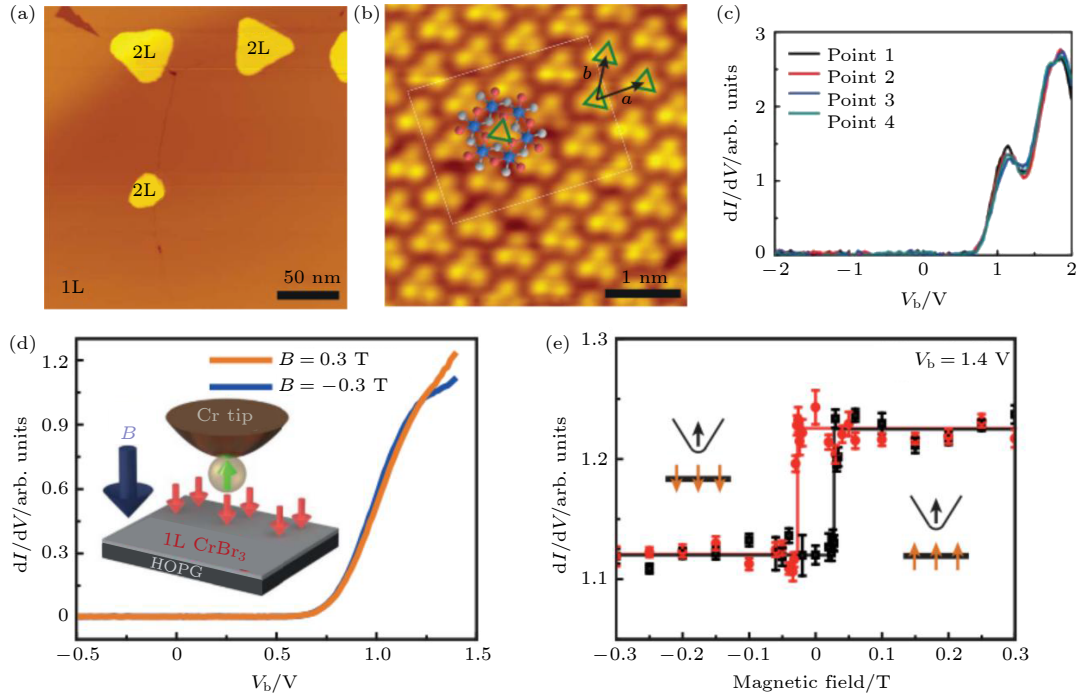 (a)
2L
2L
2L
1L
50 nm
(b)
b
a
1 nm
(c)
dI/dV/arb. units
3
2
1
0
Point 1
Point 2
Point 3
Point 4
−2
−1
0
1
2
Vb/V
(d)
dI/dV/arb. units
1.2
0.9
0.6
0.3
0
B = 0.3 T
B = −0.3 T
Cr tip
B
1L CrBr3
HOPG
−0.5
0
0.5
1.0
1.5
Vb/V
(e)
dI/dV/arb. units
1.3
1.2
1.1
Vb = 1.4 V
−0.3
−0.2
−0.1
0
0.1
0.2
0.3
Magnetic field/T